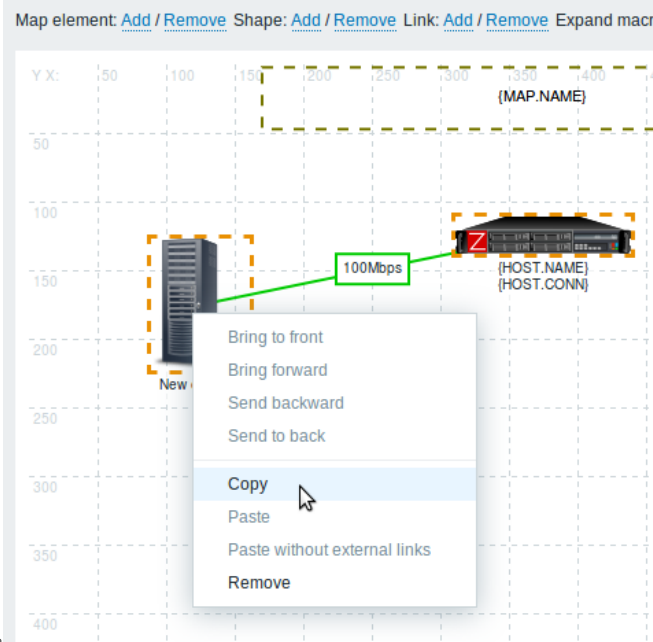 Map element: Add / Remove Shape: Add / Remove Link: Add / Remove Expand
Y X: 50 100 150 200 250 300 350 400
{MAP.NAME}
50
100
Z
100Mbps
{HOST.NAME}
150
{HOST.CONN}
Bring to front
200
Bring forward
New
Send backward
250
Send to back
300
Copy
Paste
350
Paste without external links
Remove
400